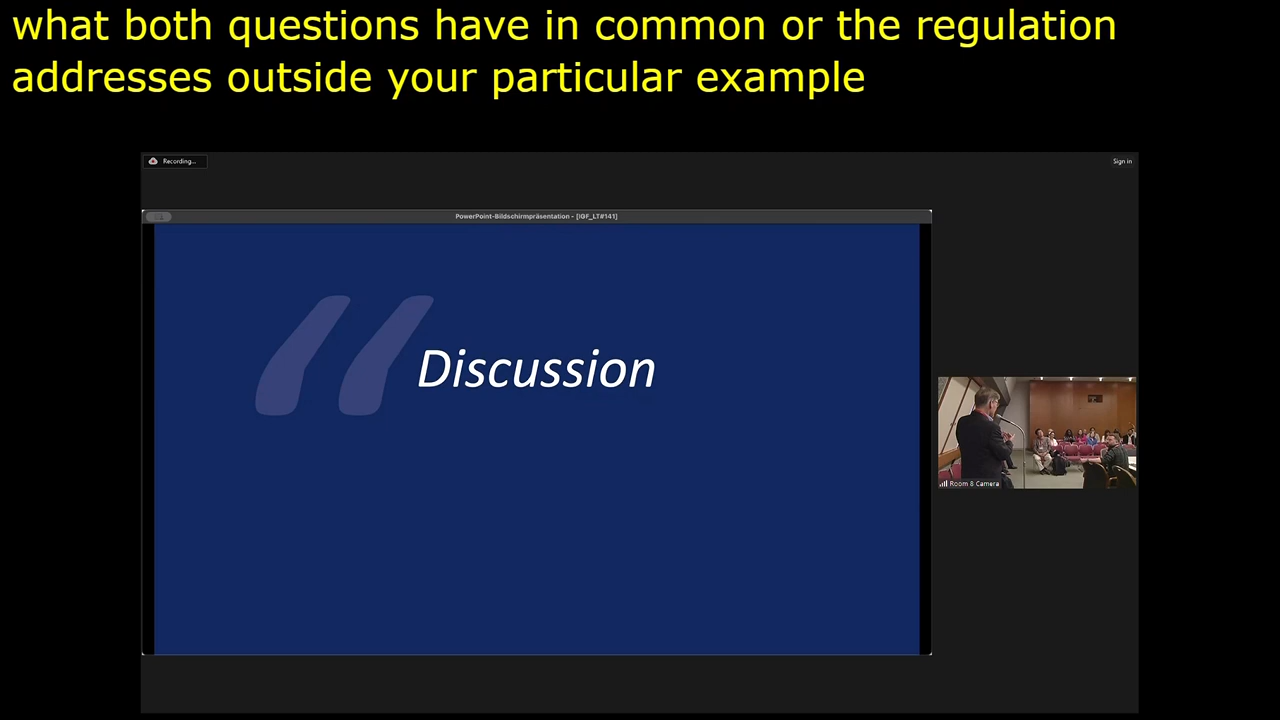 what both questions have in common or the regulation
addresses outside your particular example
Recording...
Sign in
PowerPoint-Bildschirmpräsentation - [IGF_LT#141]
Discussion
Room 8 Camera